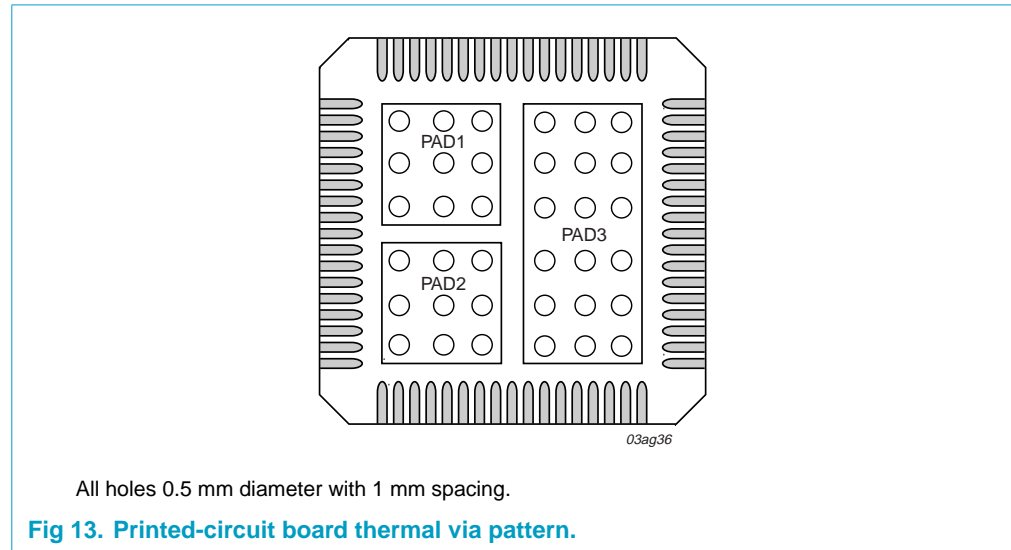 PAD1
PAD3
PAD2
03ag36
All holes 0.5 mm diameter with 1 mm spacing.
Fig 13. Printed-circuit board thermal via pattern.